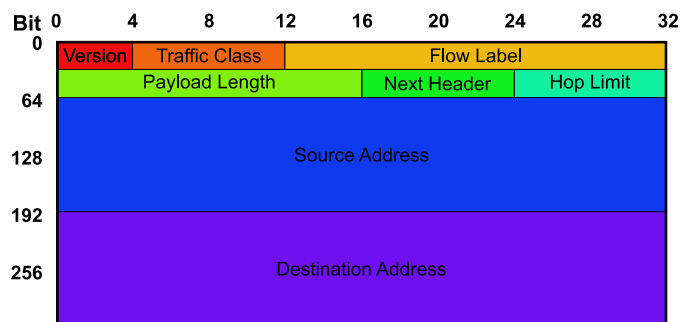 Bit 0 4 8 12 16 20 24 28 32
0 Version Traffic Class Flow Label
Payload Length Next Header Hop Limit
64
128 Source Address
192
256 Destination Address